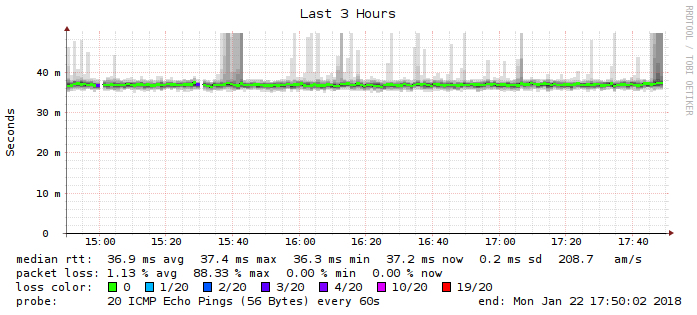 Last 3 Hours
RRDTOOL / TOBI OETIKER
Seconds
40 m
30 m
20 m
10 m
0
15:00 15:20 15:40 16:00 16:20 16:40 17:00 17:20 17:40
median rtt: 36.9 ms avg 37.4 ms max 36.3 ms min 37.2 ms now 0.2 ms sd 208.7 am/s
packet loss: 1.13 % avg 88.33 % max 0.00 % min 0.00 % now
loss color: 0 1/20 2/20 3/20 4/20 10/20 19/20
probe: 20 ICMP Echo Pings (56 Bytes) every 60s end: Mon Jan 22 17:50:02 2018